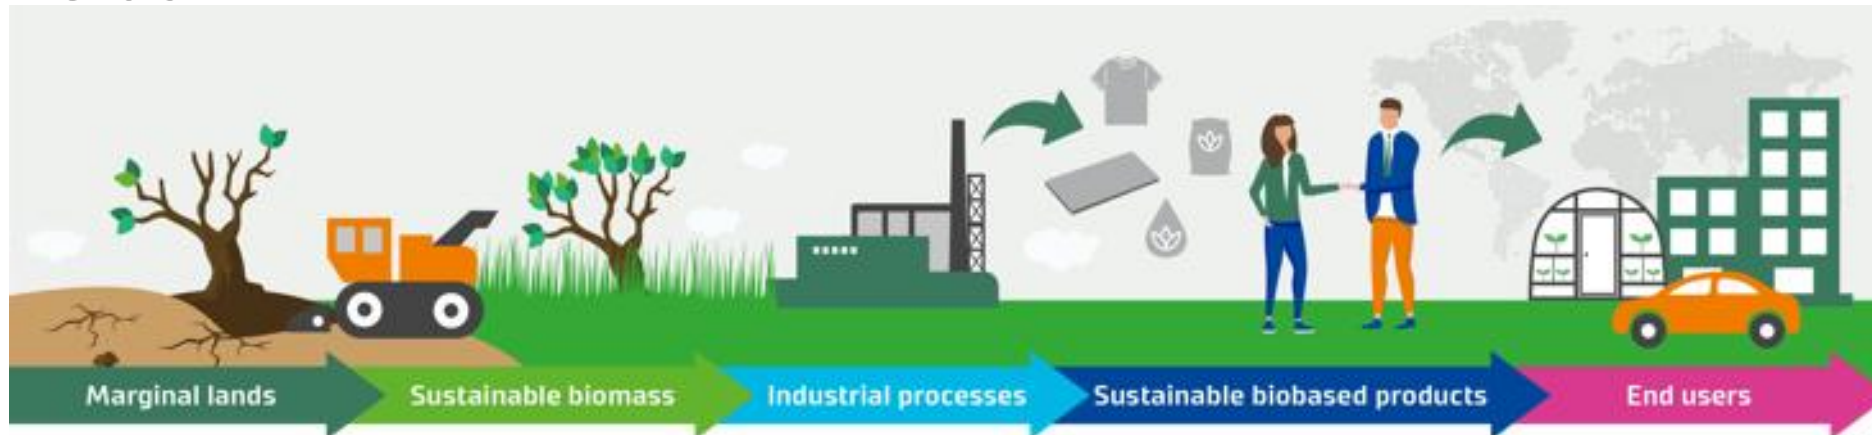 Marginal lands
Sustainable biomass
Industrial processes
Sustainable biobased products
End users